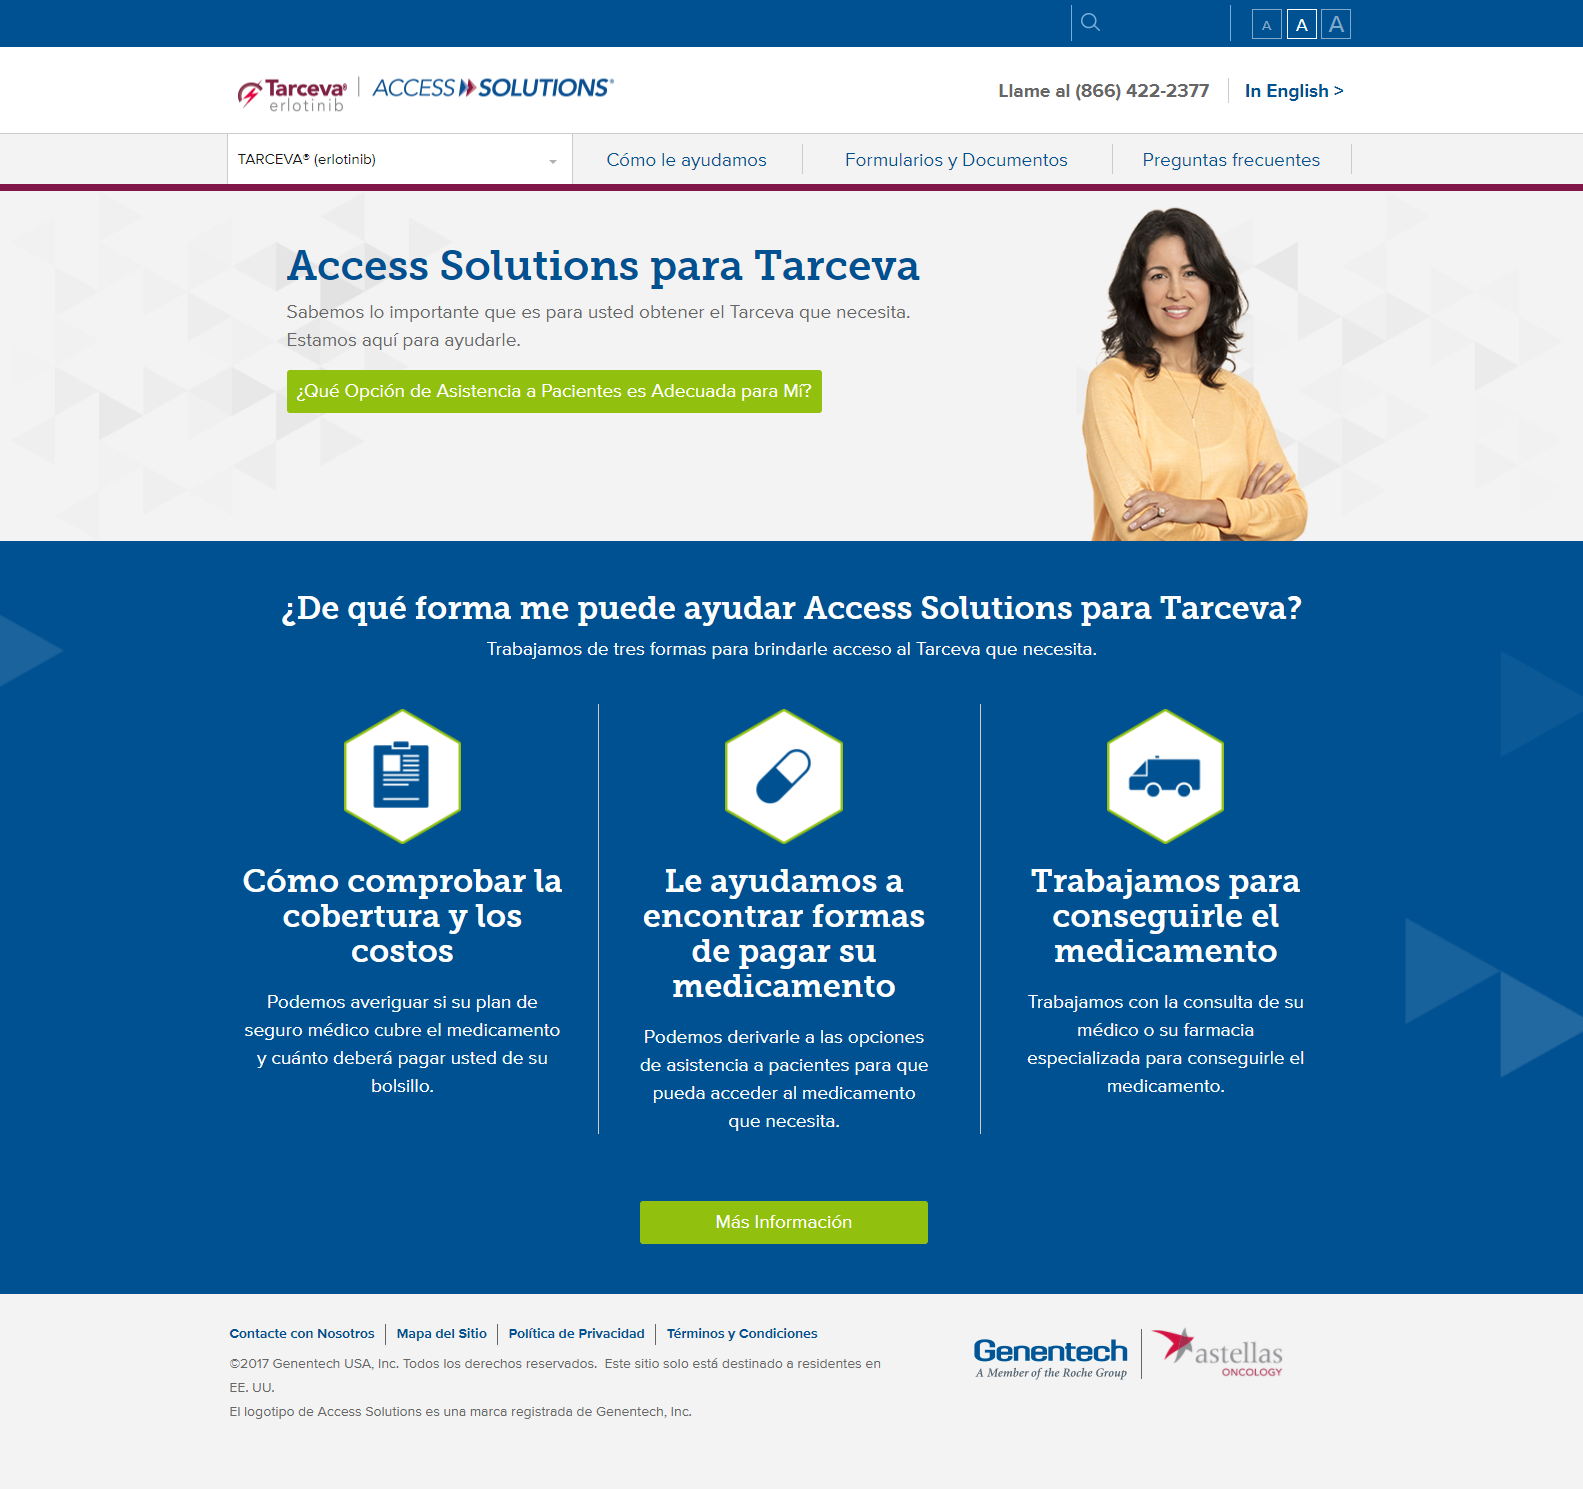 A A A
Tarceva® | ACCESS SOLUTIONS®
erlotinib
Llame al (866) 422-2377
In English >
TARCEVA® (erlotinib)
Cómo le ayudamos
Formularios y Documentos
Preguntas frecuentes
Access Solutions para Tarceva
Sabemos lo importante que es para usted obtener el Tarceva que necesita.
Estamos aquí para ayudarle.
¿Qué Opción de Asistencia a Pacientes es Adecuada para Mí?
¿De qué forma me puede ayudar Access Solutions para Tarceva?
Trabajamos de tres formas para brindarle acceso al Tarceva que necesita.
Cómo comprobar la
cobertura y los
costos
Podemos averiguar si su plan de
seguro médico cubre el medicamento
y cuánto deberá pagar usted de su
bolsillo.
Le ayudamos a
encontrar formas
de pagar su
medicamento
Podemos derivarle a las opciones
de asistencia a pacientes para que
pueda acceder al medicamento
que necesita.
Trabajamos para
conseguirle el
medicamento
Trabajamos con la consulta de su
médico o su farmacia
especializada para conseguirle el
medicamento.
Más Información
Contacte con Nosotros
Mapa del Sitio
Política de Privacidad
Términos y Condiciones
©2017 Genentech USA, Inc. Todos los derechos reservados.  Este sitio solo está destinado a residentes en
EE. UU.
El logotipo de Access Solutions es una marca registrada de Genentech, Inc.
Genentech
A Member of the Roche Group
astellas
ONCOLOGY